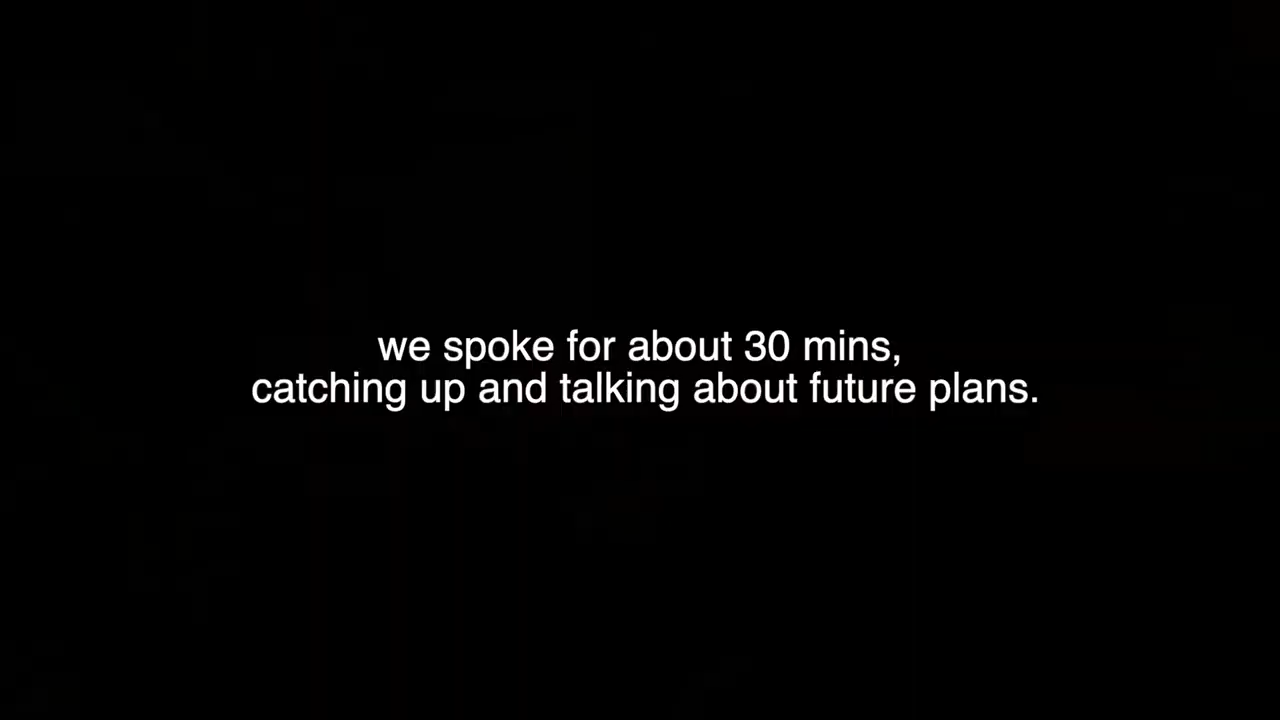 we spoke for about 30 mins,
catching up and talking about future plans.